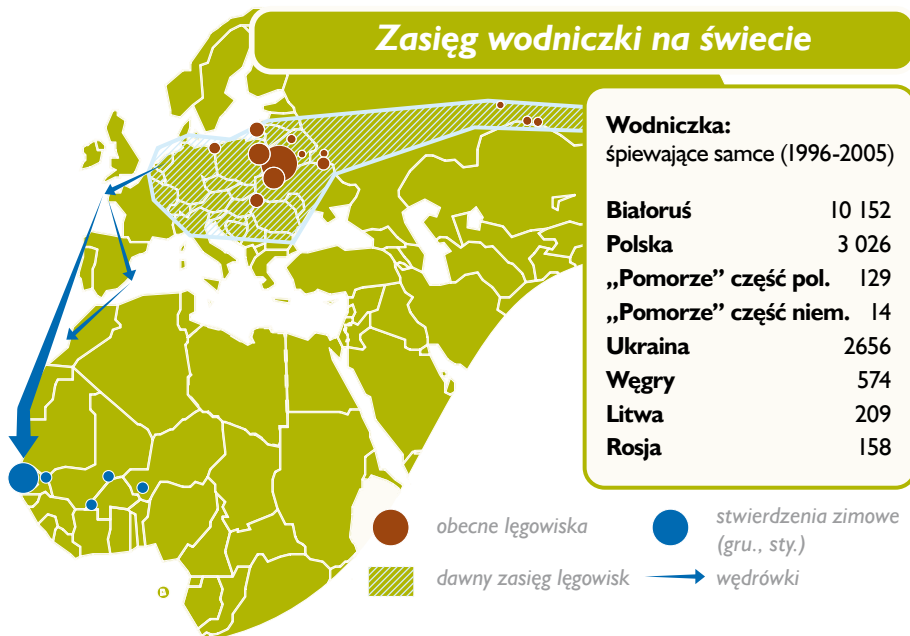 Zasięg wodniczki na świecie
Wodniczka:
śpiewające samce (1996-2005)
Białoruś 10 152
Polska 3 026
„Pomorze” część pol. 129
„Pomorze” część niem. 14
Ukraina 2656
Węgry 574
Litwa 209
Rosja 158
obecne lęgowiska
stwierdzenia zimowe
(gru., sty.)
dawny zasięg lęgowisk
wędrówki